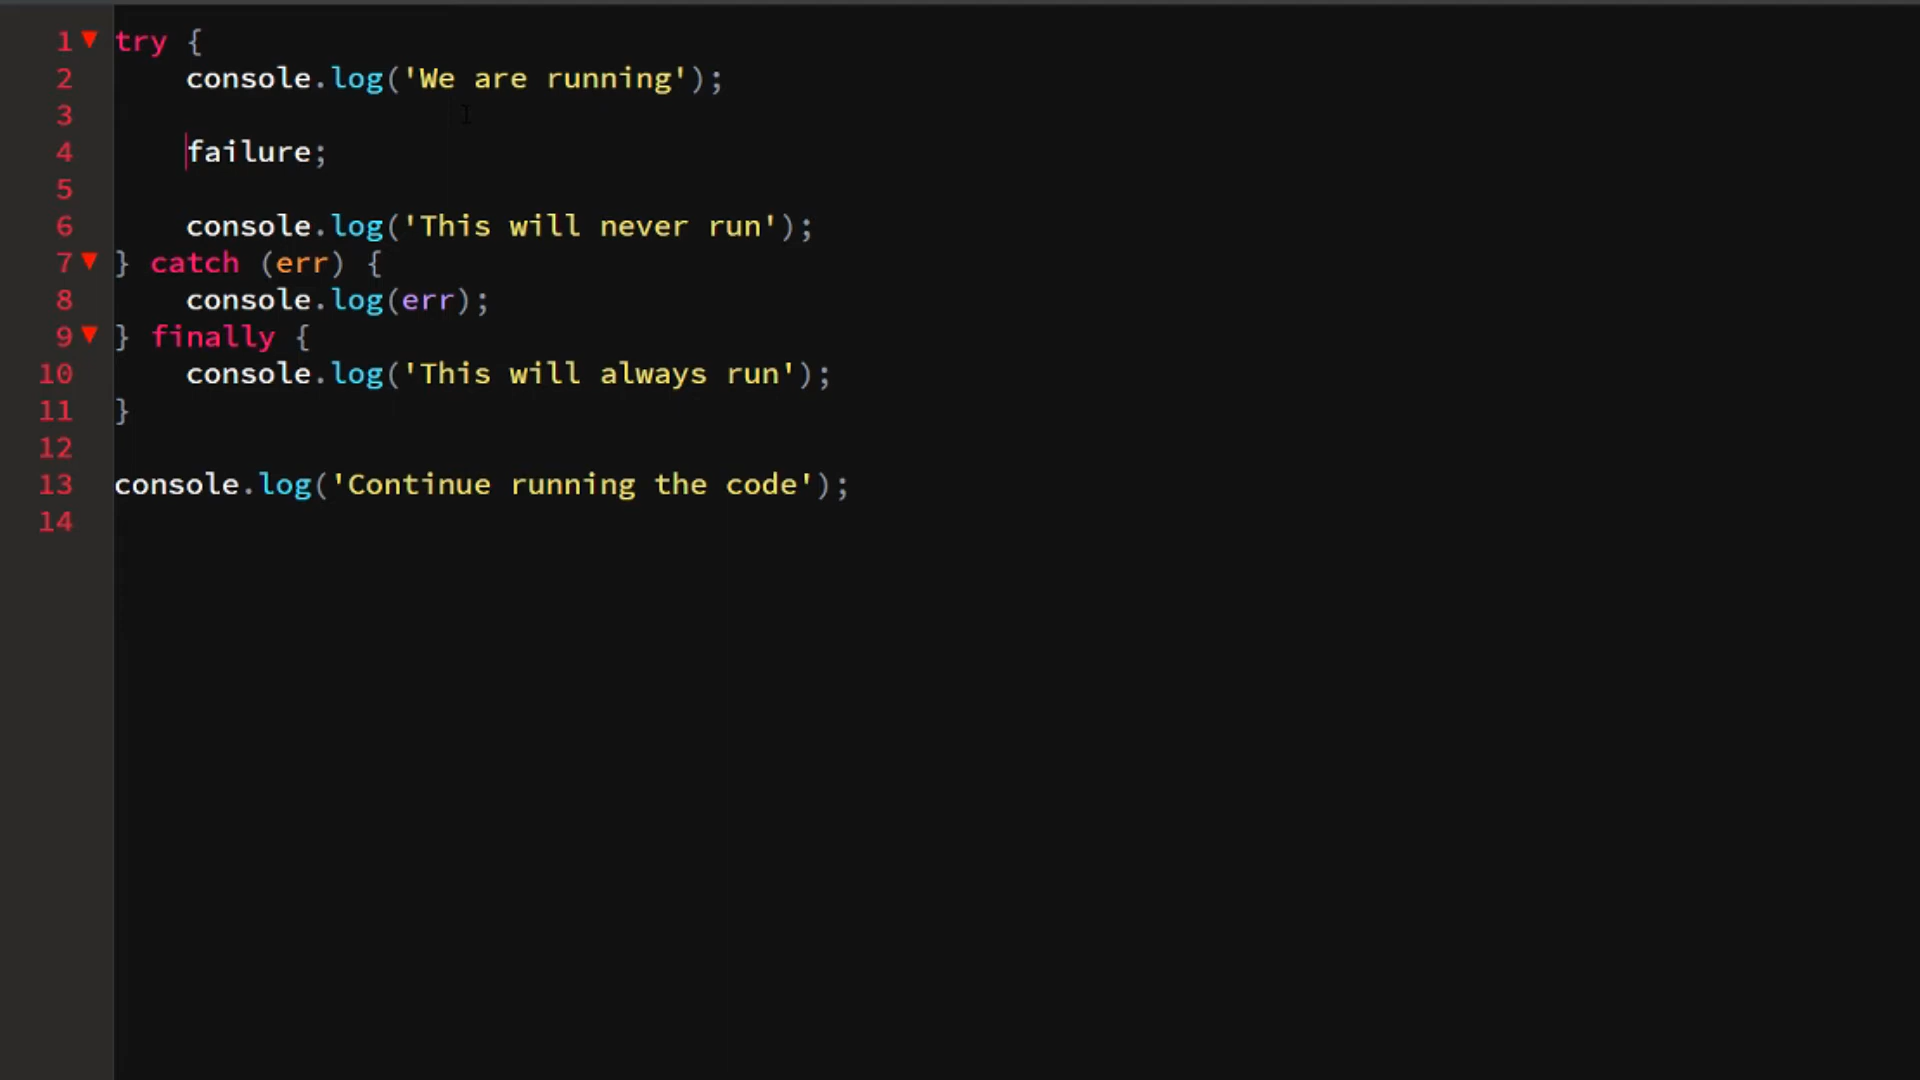 1 try {
2     console.log('We are running');
3
4     failure;
5
6     console.log('This will never run');
7 } catch (err) {
8     console.log(err);
9 } finally {
10     console.log('This will always run');
11 }
12
13 console.log('Continue running the code');
14